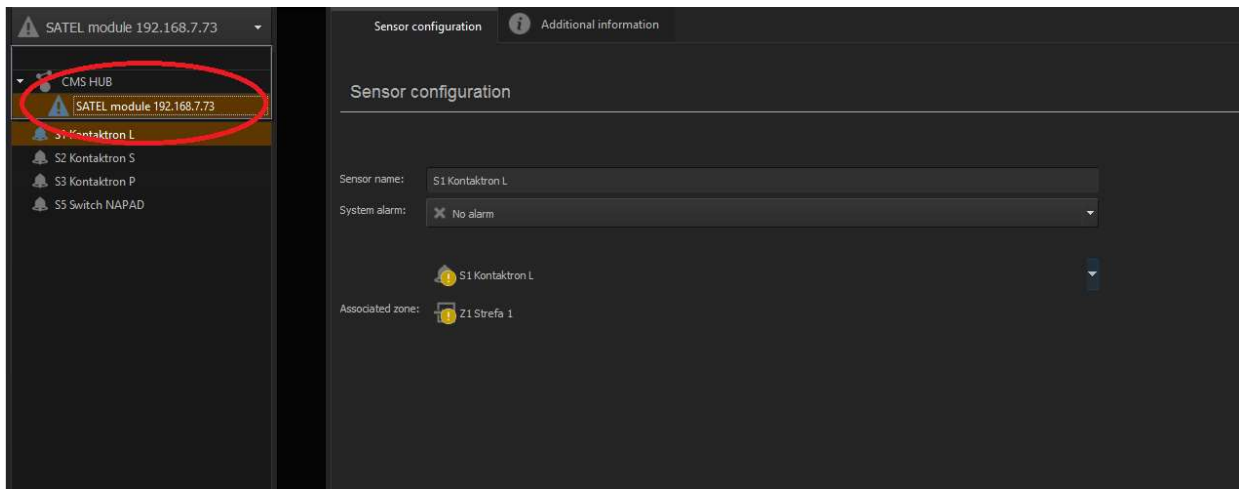 SATEL module 192.168.7.73
CMS HUB
SATEL module 192.168.7.73
S1 Kontaktron L
S2 Kontaktron S
S3 Kontaktron P
S5 Switch NAPAD
Sensor configuration
Additional information
Sensor configuration
Sensor name: S1 Kontaktron L
System alarm: No alarm
S1 Kontaktron L
Associated zone: Z1 Strefa 1